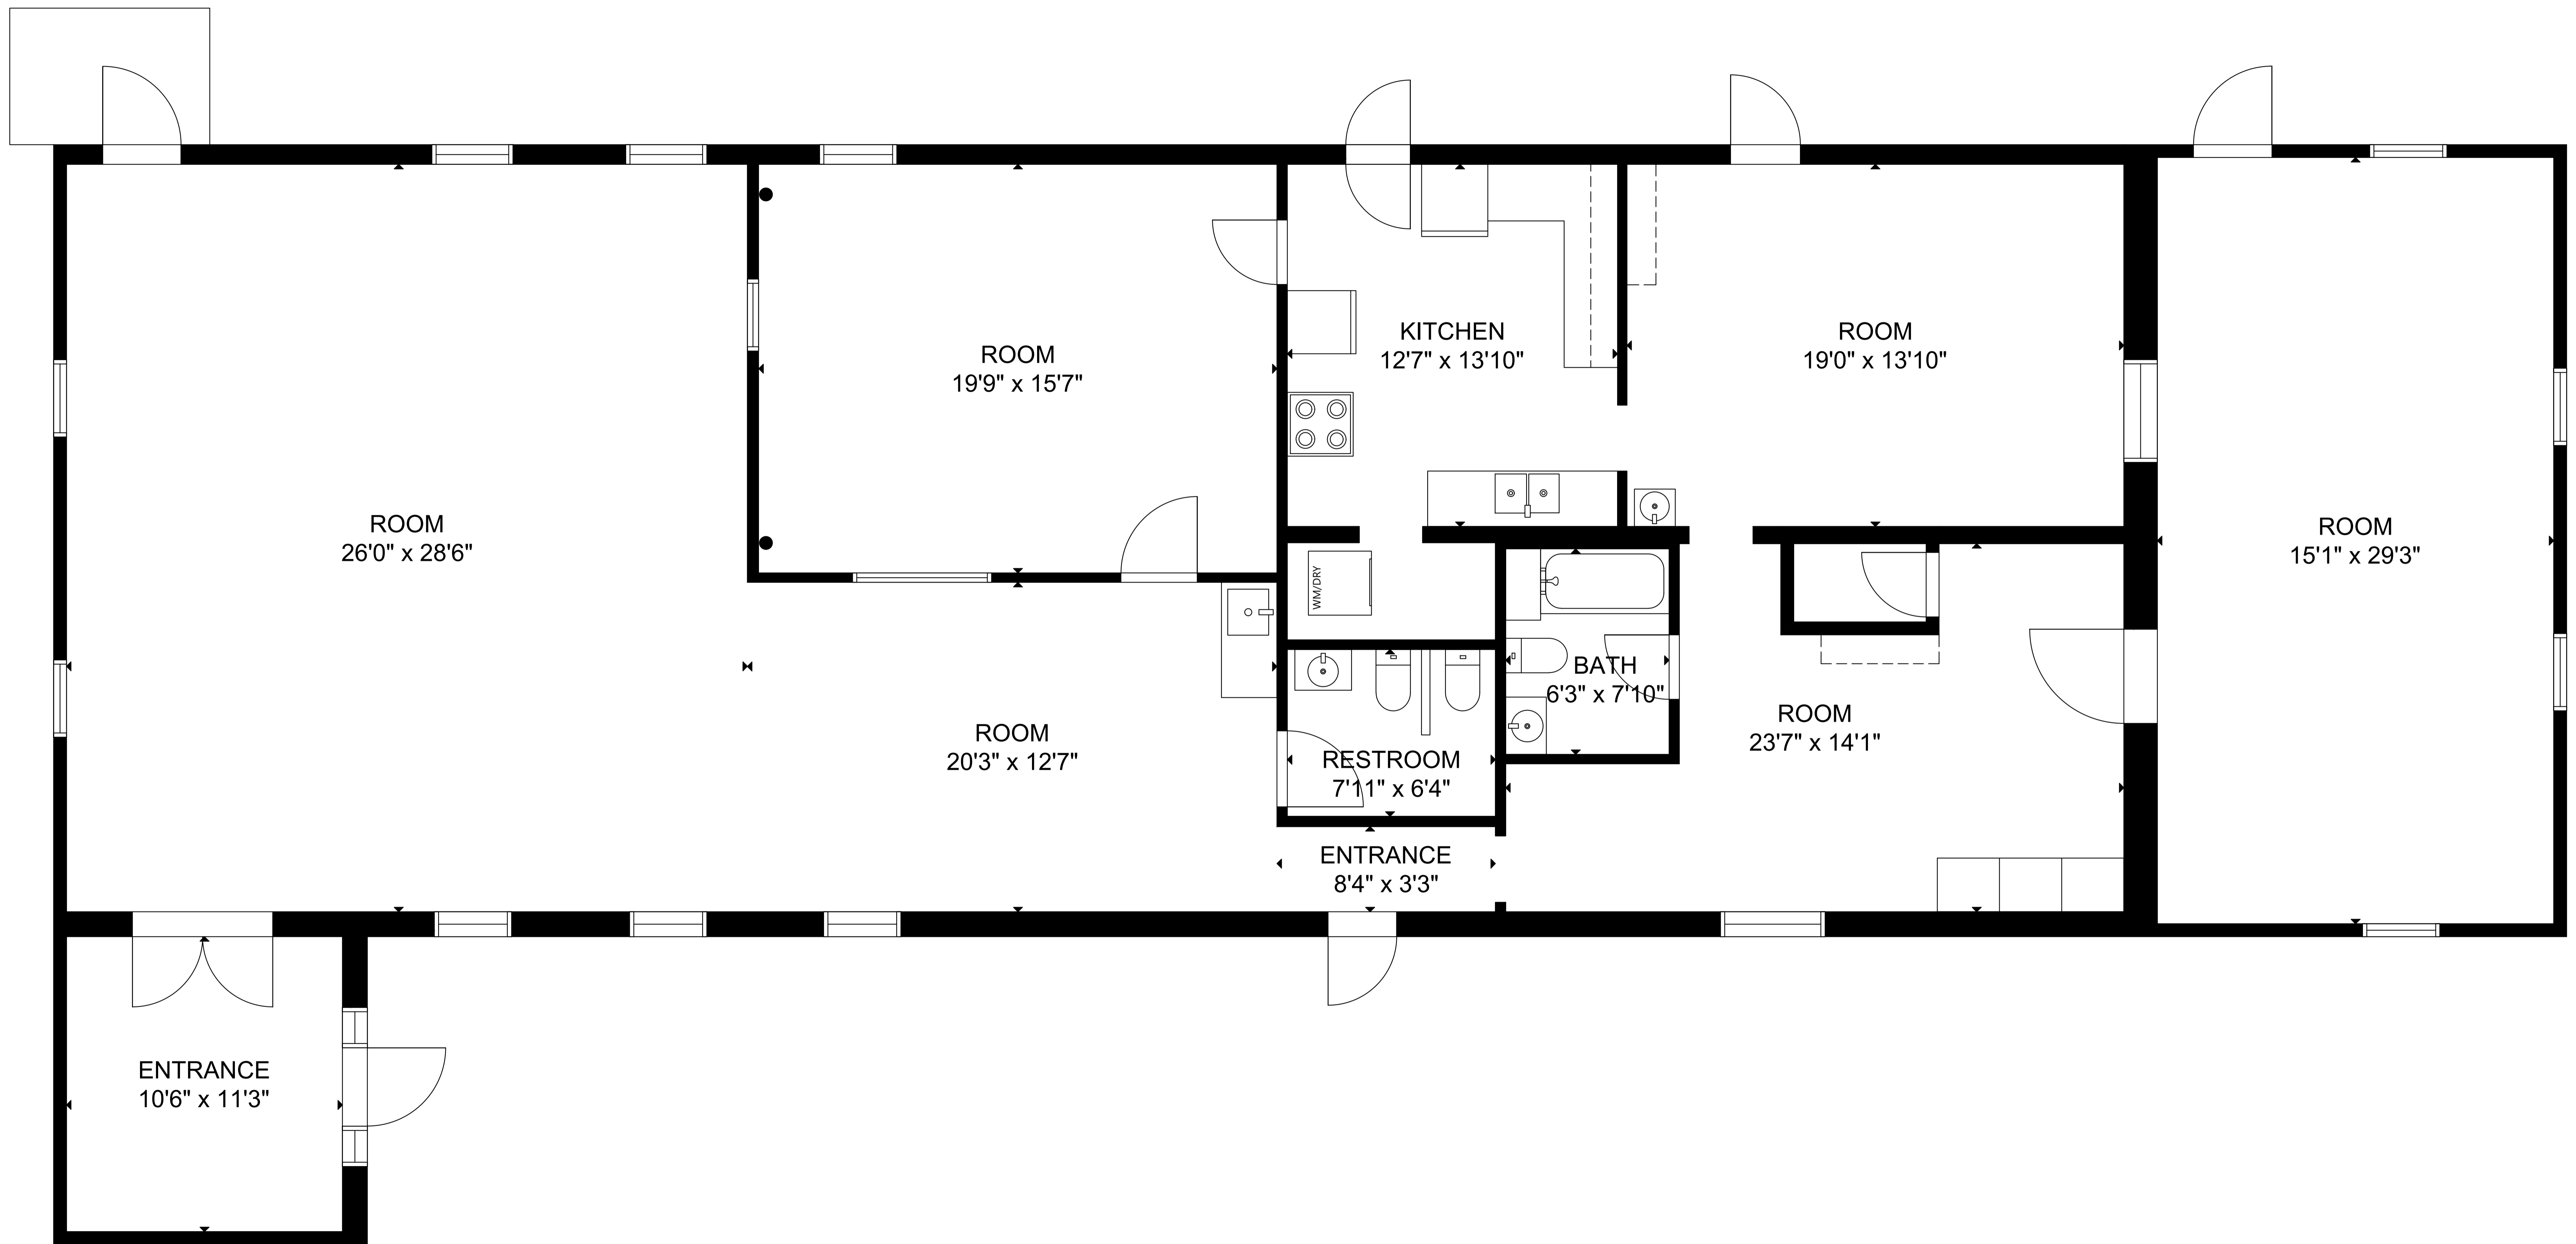 ROOM
26'0" x 28'6"
ROOM
19'9" x 15'7"
KITCHEN
12'7" x 13'10"
ROOM
19'0" x 13'10"
ROOM
15'1" x 29'3"
WM/DRY
ROOM
20'3" x 12'7"
RESTROOM
7'11" x 6'4"
BATH
6'3" x 7'10"
ROOM
23'7" x 14'1"
ENTRANCE
8'4" x 3'3"
ENTRANCE
10'6" x 11'3"